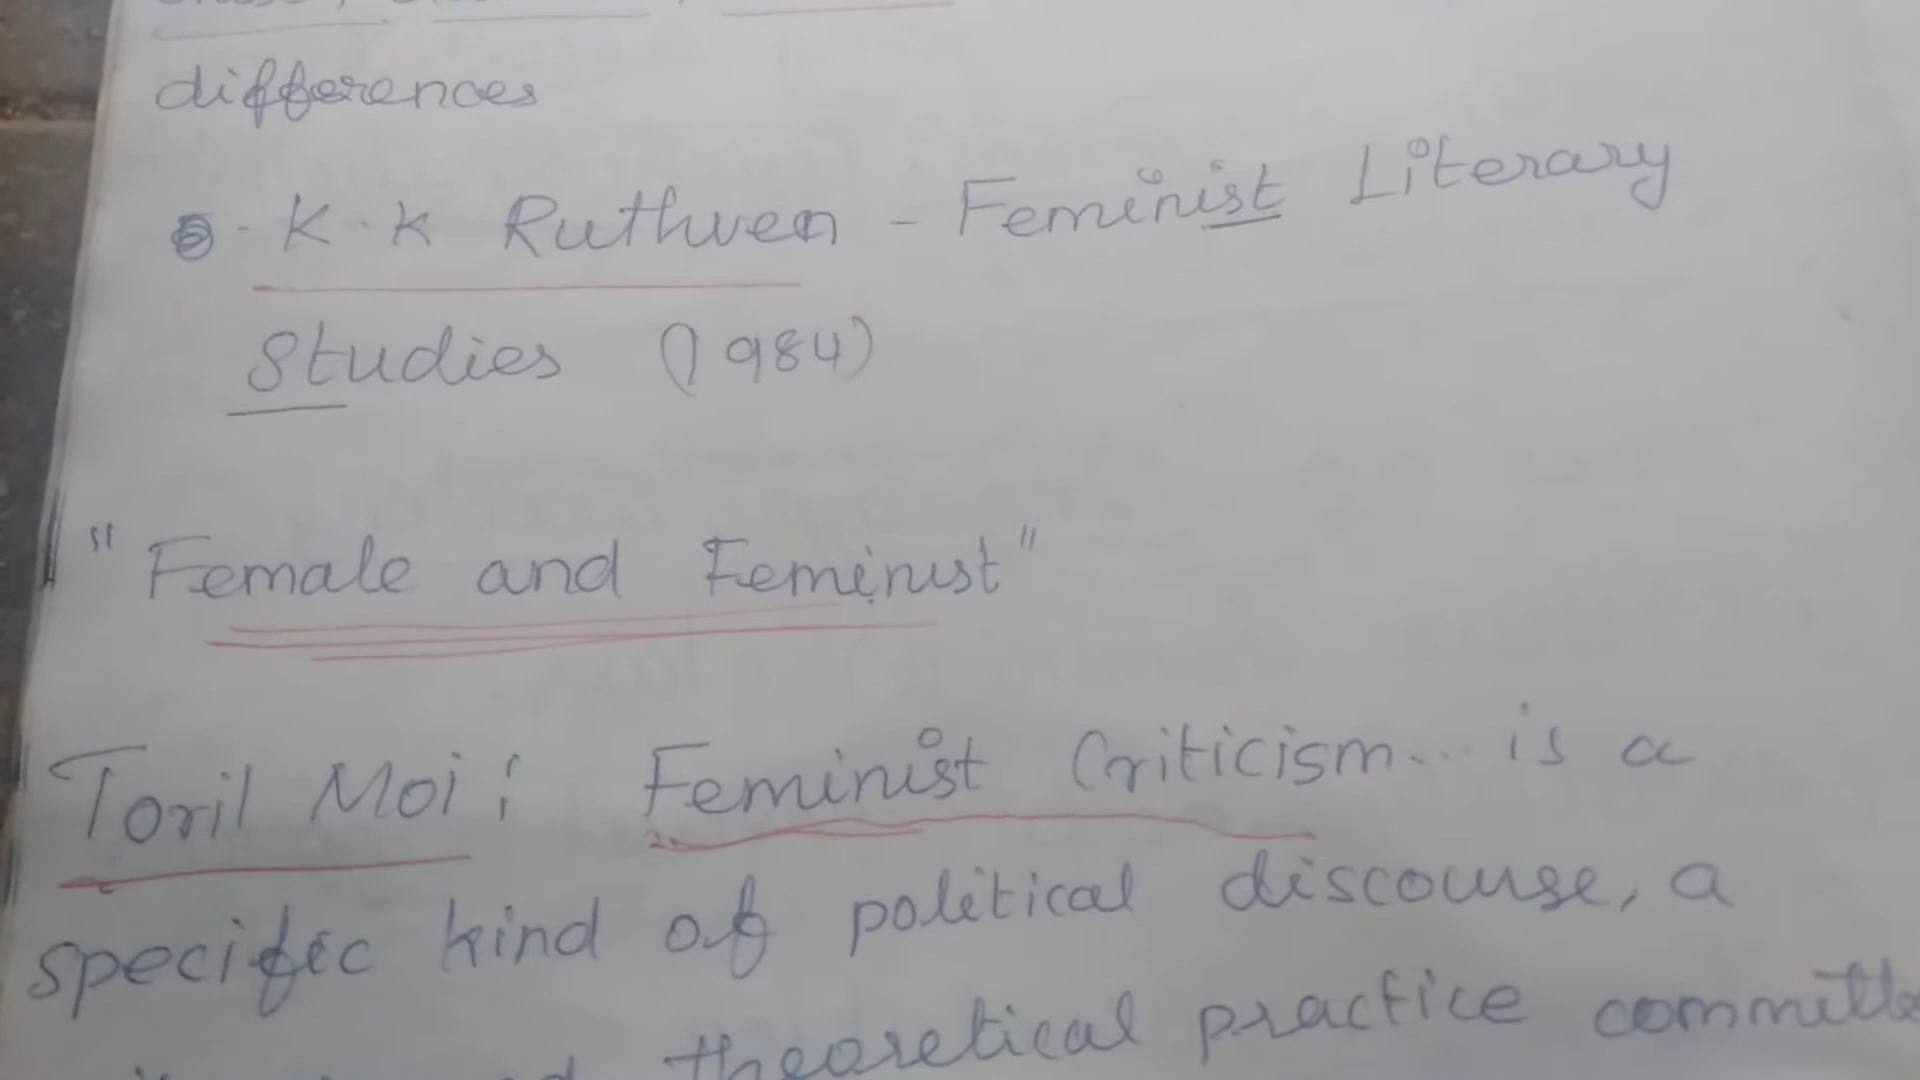 differences
5. K.K Ruthven - Feminist Literary
Studies (1984)
"Female and Feminist"
Toril Moi: Feminist Criticism... is a
specific kind of political discourse, a
theoretical practice